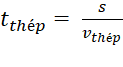 t_thép = s / v_thép